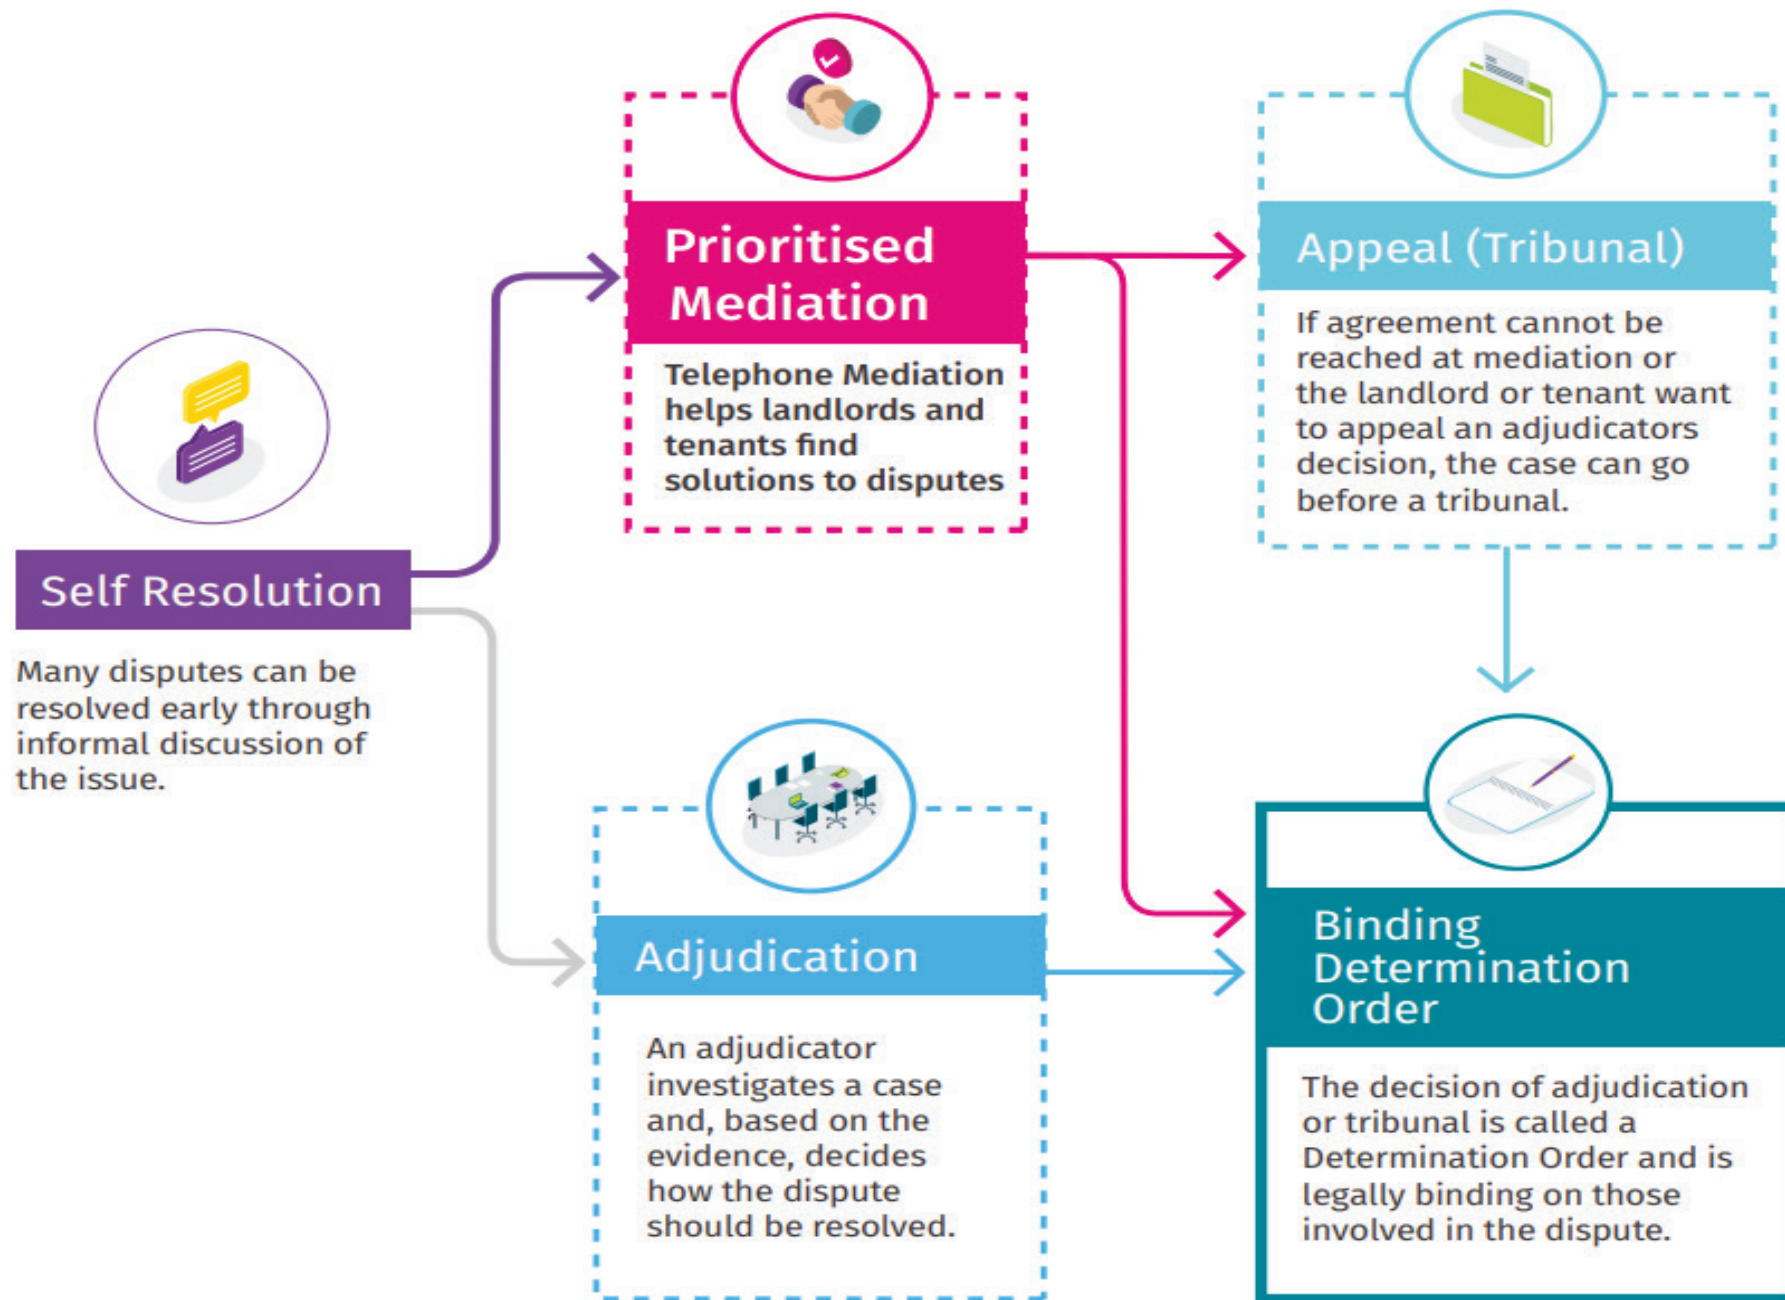 Self Resolution
Many disputes can be
resolved early through
informal discussion of
the issue.
Prioritised
Mediation
Telephone Mediation
helps landlords and
tenants find
solutions to disputes
Adjudication
An adjudicator
investigates a case
and, based on the
evidence, decides
how the dispute
should be resolved.
Appeal (Tribunal)
If agreement cannot be
reached at mediation or
the landlord or tenant want
to appeal an adjudicators
decision, the case can go
before a tribunal.
Binding
Determination
Order
The decision of adjudication
or tribunal is called a
Determination Order and is
legally binding on those
involved in the dispute.